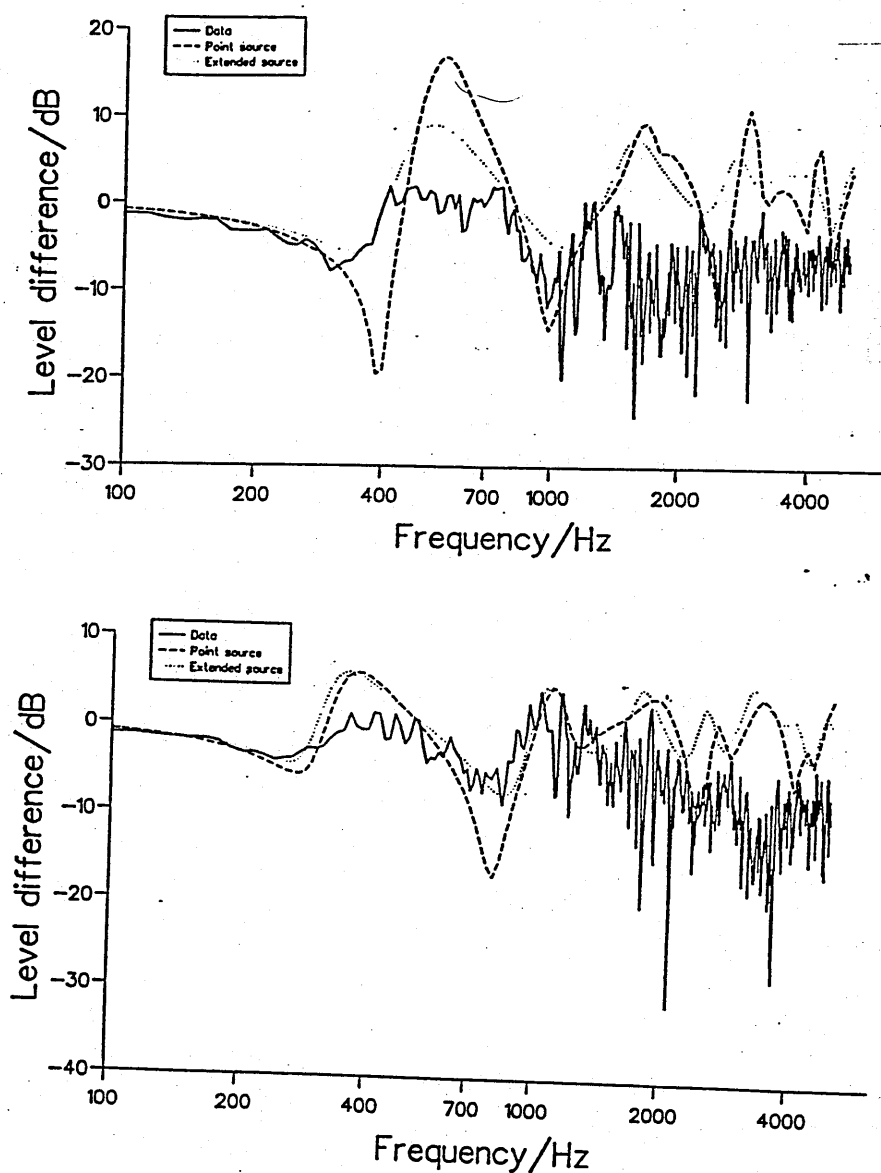 Data
Point source
Extended source
20
10
0
−10
−20
−30
Level difference/dB
100
200
400
700
1000
2000
4000
Frequency/Hz
Data
Point source
Extended source
10
0
−10
−20
−30
−40
Level difference/dB
100
200
400
700
1000
2000
4000
Frequency/Hz